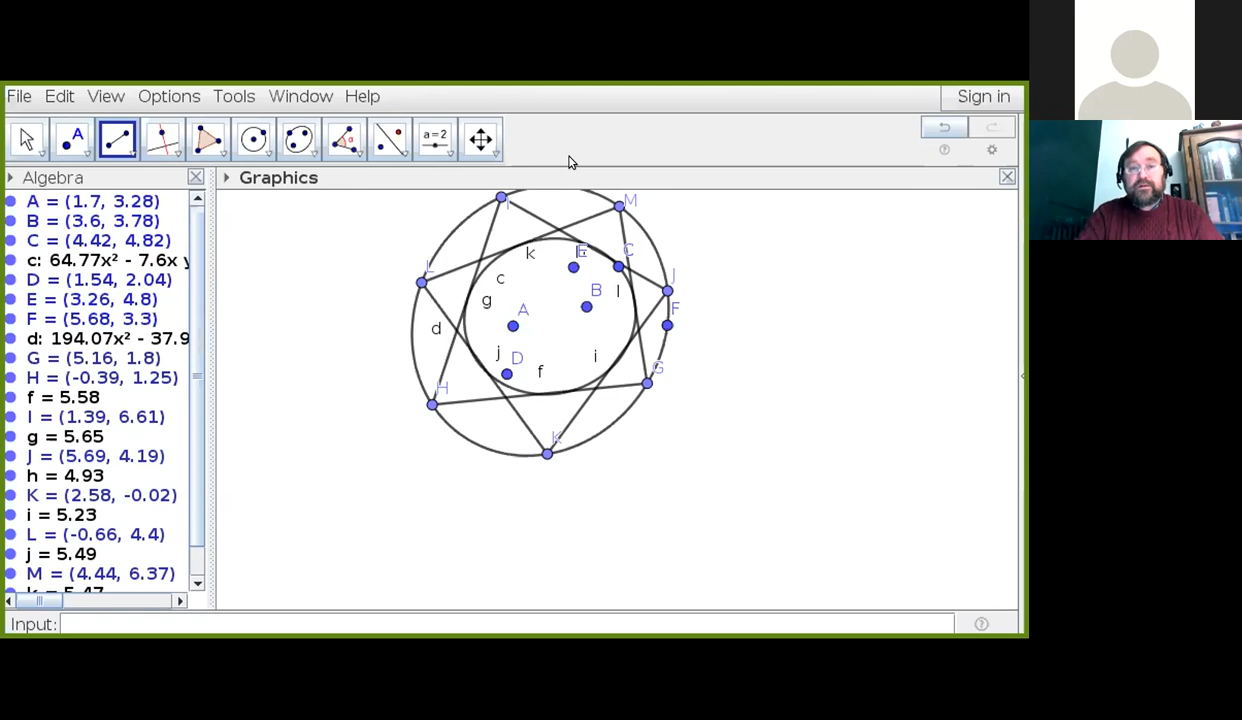 File Edit View Options Tools Window Help Sign in
A a=2
Algebra
Graphics
A = (1.7, 3.28)
B = (3.6, 3.78)
C = (4.42, 4.82)
c: 64.77x² - 7.6x y
D = (1.54, 2.04)
E = (3.26, 4.8)
F = (5.68, 3.3)
d: 194.07x² - 37.9
G = (5.16, 1.8)
H = (-0.39, 1.25)
f = 5.58
I = (1.39, 6.61)
g = 5.65
J = (5.69, 4.19)
h = 4.93
K = (2.58, -0.02)
i = 5.23
L = (-0.66, 4.4)
j = 5.49
M = (4.44, 6.37)
k = 5.47
I M
k E C
L c J
g B l
A F
d
j D f i G
H
K
Input: